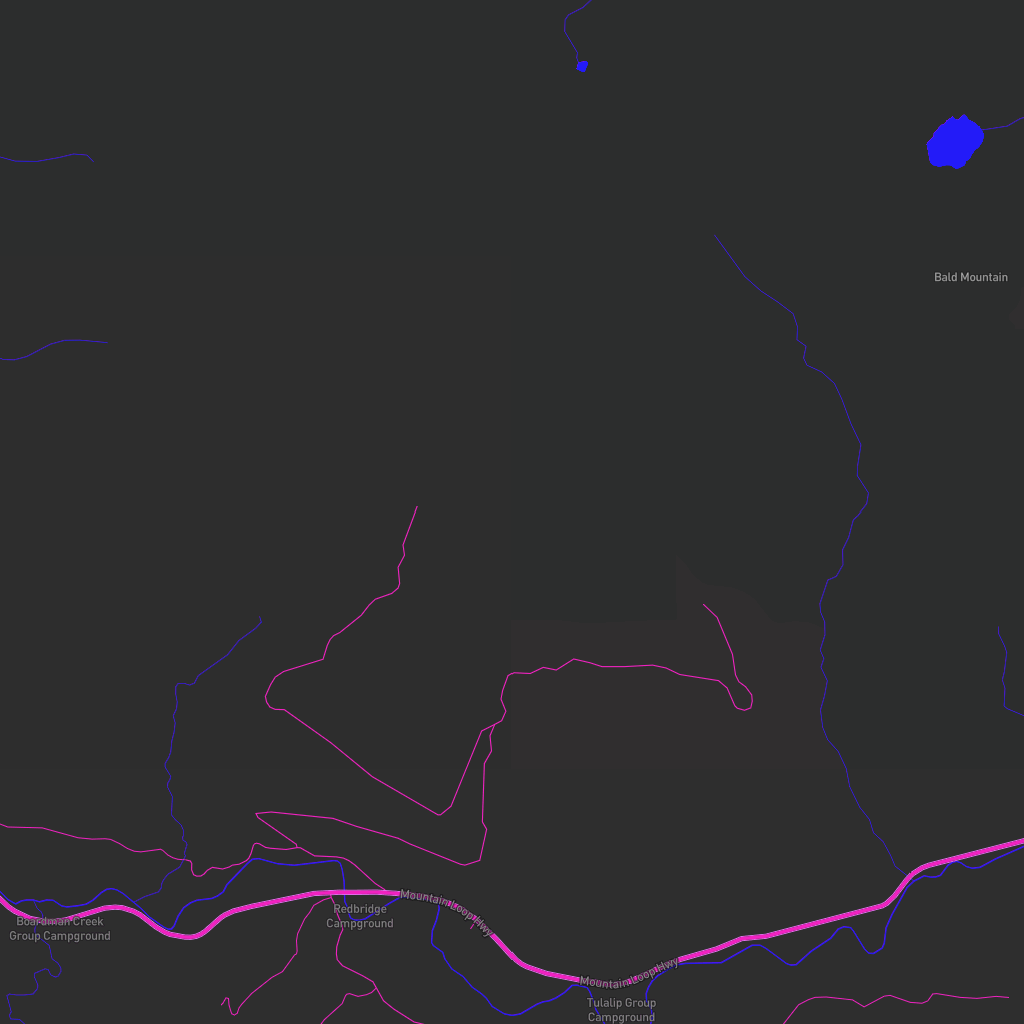 Bald Mountain
Mountain Loop Hwy
Redbridge
Campground
Boardman Creek
Group Campground
Mountain Loop Hwy
Tulalip Group
Campground